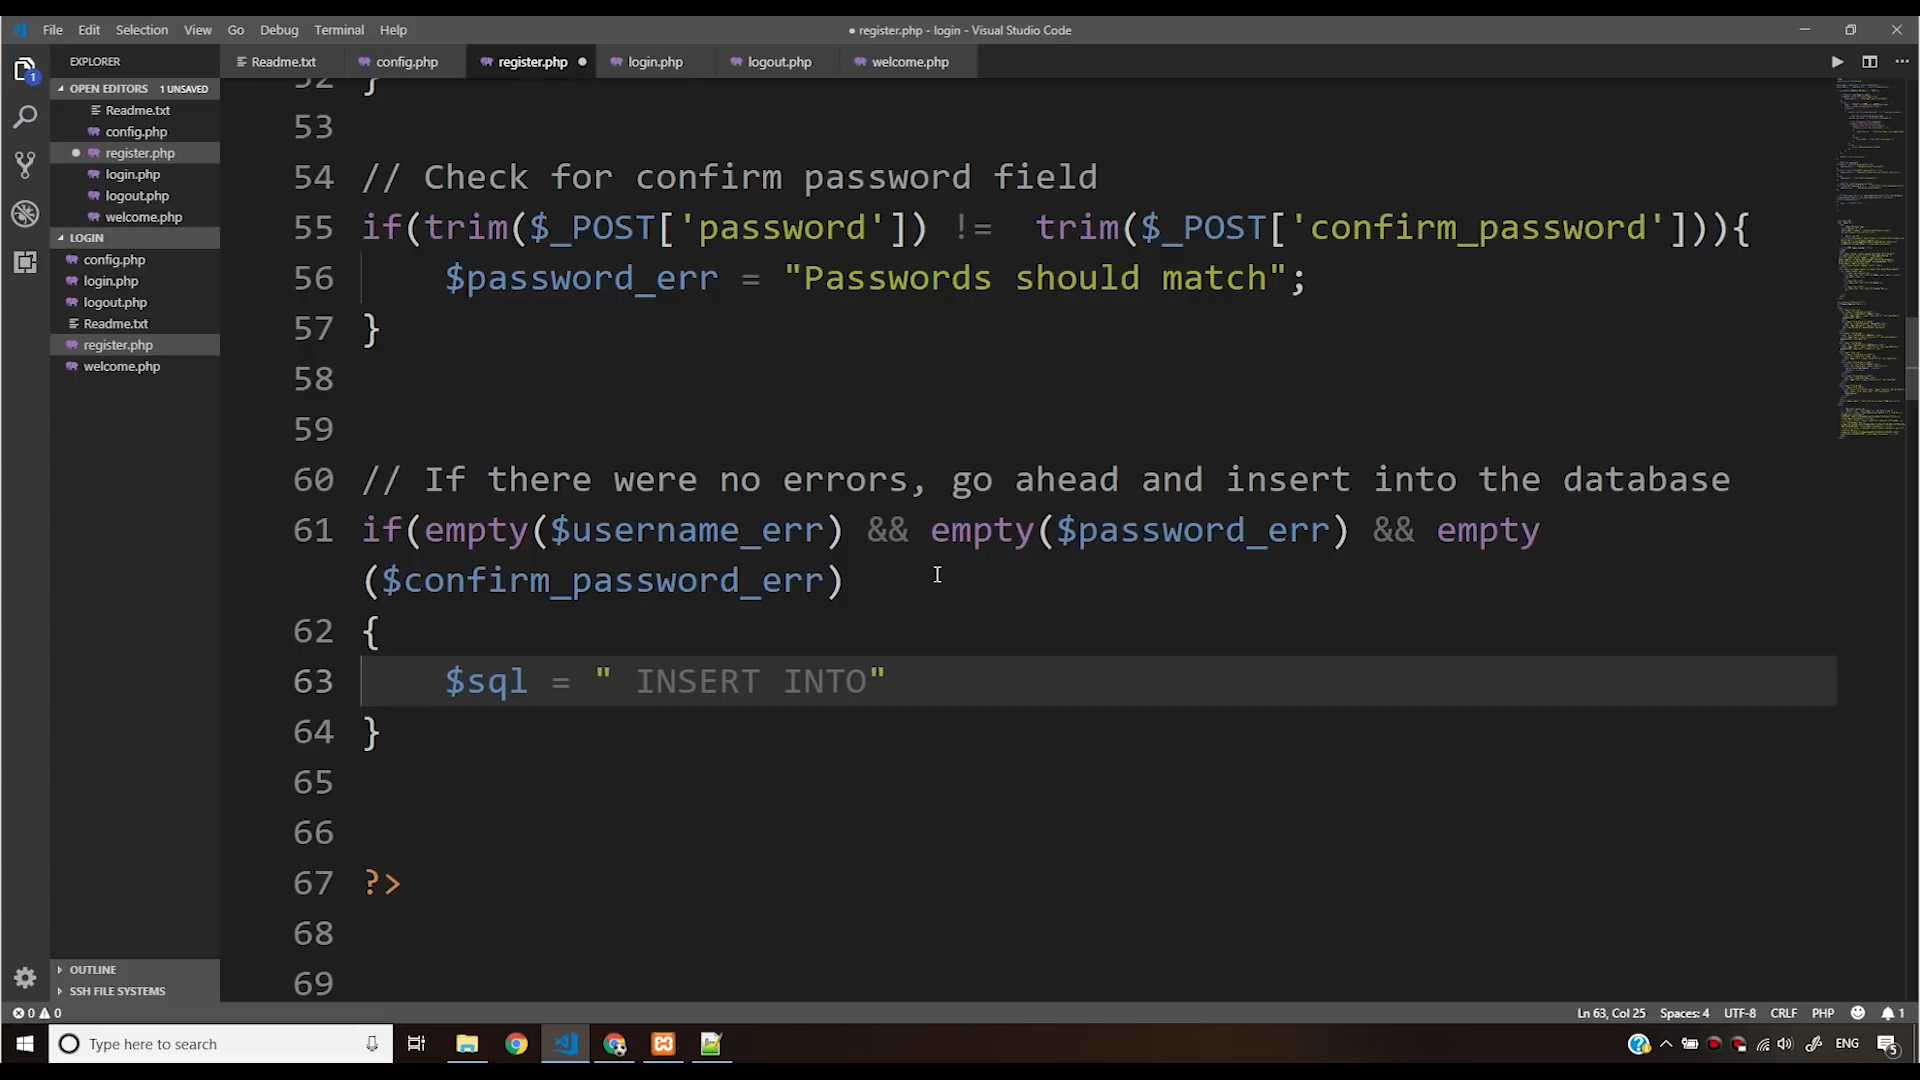 File Edit Selection View Go Debug Terminal Help
● register.php - login - Visual Studio Code
EXPLORER
Readme.txt config.php register.php ● login.php logout.php welcome.php
OPEN EDITORS 1 UNSAVED
Readme.txt
config.php
register.php
login.php
logout.php
welcome.php
LOGIN
config.php
login.php
logout.php
Readme.txt
register.php
welcome.php
OUTLINE
SSH FILE SYSTEMS
52 }
53
54 // Check for confirm password field
55 if(trim($_POST['password']) != trim($_POST['confirm_password'])){
56 $password_err = "Passwords should match";
57 }
58
59
60 // If there were no errors, go ahead and insert into the database
61 if(empty($username_err) && empty($password_err) && empty
($confirm_password_err)
62 {
63 $sql = " INSERT INTO"
64 }
65
66
67 ?>
68
69
0 0 Ln 63, Col 25 Spaces: 4 UTF-8 CRLF PHP 1
Type here to search
ENG 5